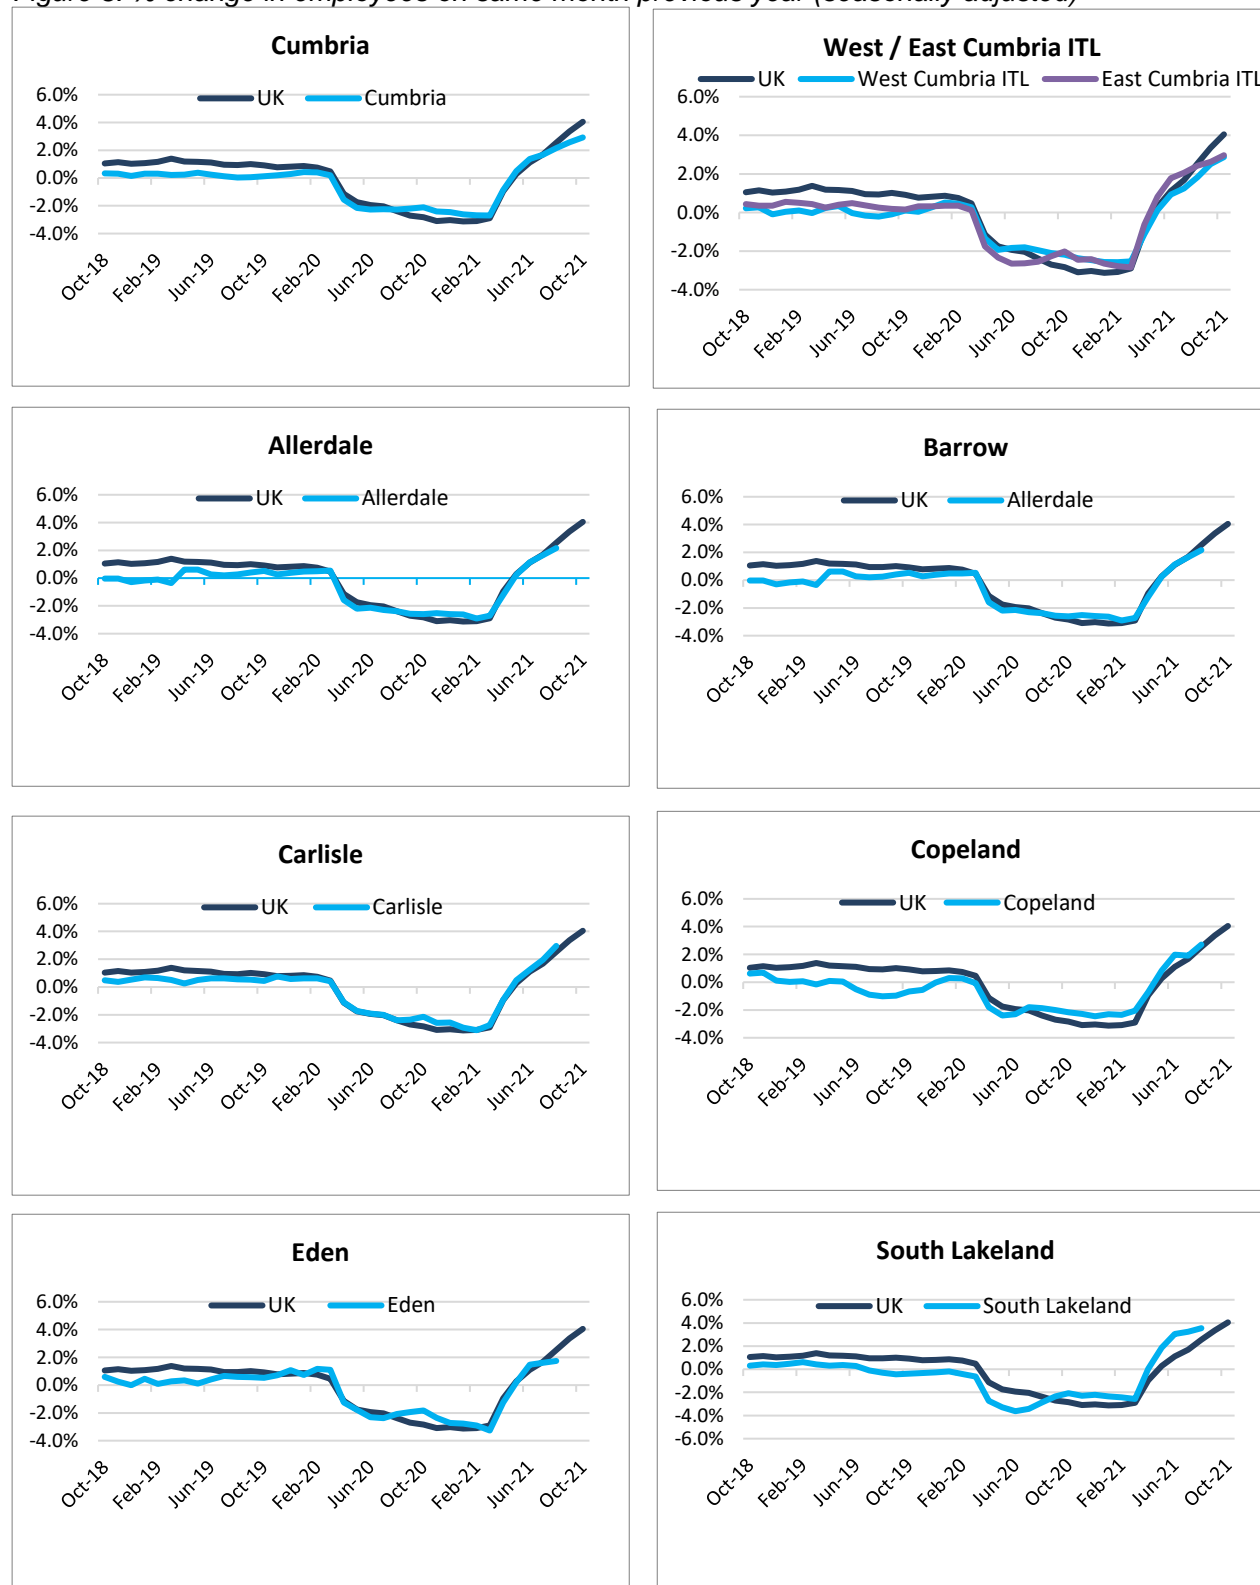 Figure % change in employees on same month previous year (seasonally adjusted)
Cumbria
UK Cumbria
6.0%
4.0%
2.0%
0.0%
-2.0%
-4.0%
Oct-18 Feb-19 Jun-19 Oct-19 Feb-20 Jun-20 Oct-20 Feb-21 Jun-21 Oct-21
West / East Cumbria ITL
UK West Cumbria ITL East Cumbria ITL
6.0%
4.0%
2.0%
0.0%
-2.0%
-4.0%
Oct-18 Feb-19 Jun-19 Oct-19 Feb-20 Jun-20 Oct-20 Feb-21 Jun-21 Oct-21
Allerdale
UK Allerdale
6.0%
4.0%
2.0%
0.0%
-2.0%
-4.0%
Oct-18 Feb-19 Jun-19 Oct-19 Feb-20 Jun-20 Oct-20 Feb-21 Jun-21 Oct-21
Barrow
UK Allerdale
6.0%
4.0%
2.0%
0.0%
-2.0%
-4.0%
Oct-18 Feb-19 Jun-19 Oct-19 Feb-20 Jun-20 Oct-20 Feb-21 Jun-21 Oct-21
Carlisle
UK Carlisle
6.0%
4.0%
2.0%
0.0%
-2.0%
-4.0%
Oct-18 Feb-19 Jun-19 Oct-19 Feb-20 Jun-20 Oct-20 Feb-21 Jun-21 Oct-21
Copeland
UK Copeland
6.0%
4.0%
2.0%
0.0%
-2.0%
-4.0%
Oct-18 Feb-19 Jun-19 Oct-19 Feb-20 Jun-20 Oct-20 Feb-21 Jun-21 Oct-21
Eden
UK Eden
6.0%
4.0%
2.0%
0.0%
-2.0%
-4.0%
Oct-18 Feb-19 Jun-19 Oct-19 Feb-20 Jun-20 Oct-20 Feb-21 Jun-21 Oct-21
South Lakeland
UK South Lakeland
6.0%
4.0%
2.0%
0.0%
-2.0%
-4.0%
-6.0%
Oct-18 Feb-19 Jun-19 Oct-19 Feb-20 Jun-20 Oct-20 Feb-21 Jun-21 Oct-21